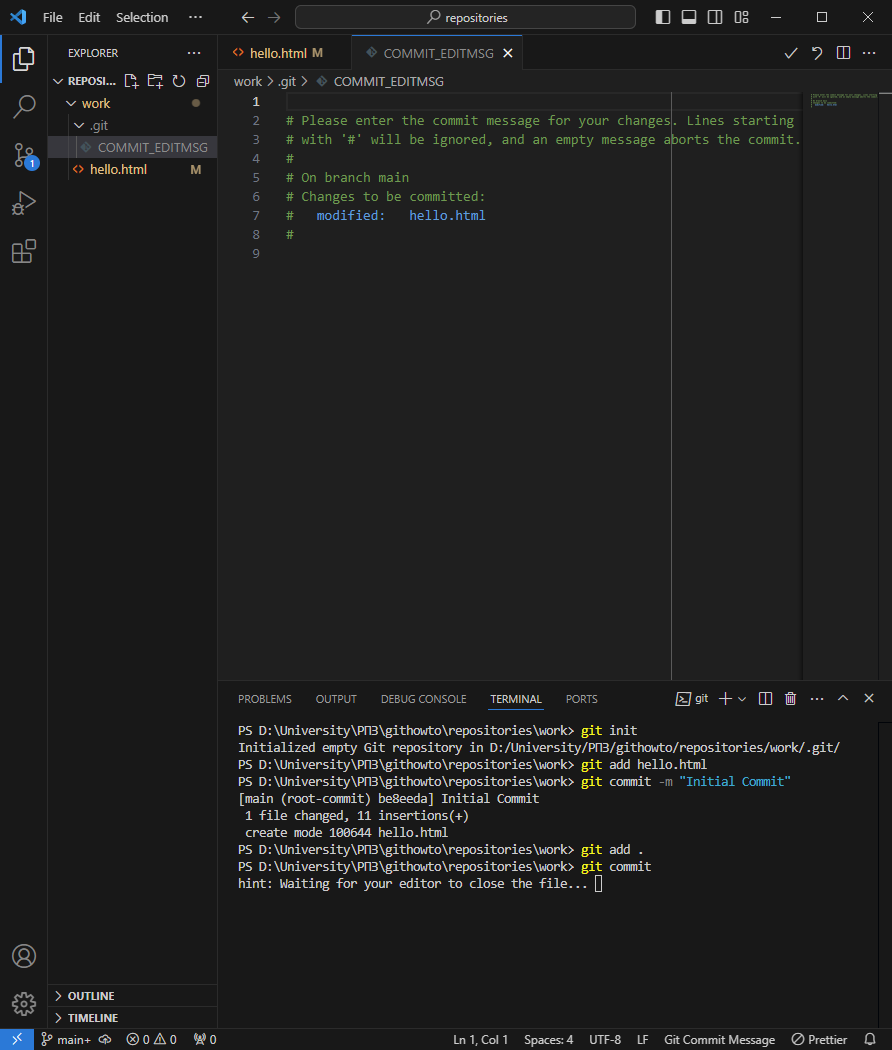 File Edit Selection ··· repositories
EXPLORER ···
REPOSI...
work
.git
COMMIT_EDITMSG
hello.html M
1
hello.html M COMMIT_EDITMSG ···
work > .git > COMMIT_EDITMSG
1
2 # Please enter the commit message for your changes. Lines starting
3 # with '#' will be ignored, and an empty message aborts the commit.
4 #
5 # On branch main
6 # Changes to be committed:
7 # modified: hello.html
8 #
9
PROBLEMS OUTPUT DEBUG CONSOLE TERMINAL PORTS git ···
PS D:\University\РПЗ\githowto\repositories\work> git init
Initialized empty Git repository in D:/University/РПЗ/githowto/repositories/work/.git/
PS D:\University\РПЗ\githowto\repositories\work> git add hello.html
PS D:\University\РПЗ\githowto\repositories\work> git commit -m "Initial Commit"
[main (root-commit) be8eeda] Initial Commit
1 file changed, 11 insertions(+)
create mode 100644 hello.html
PS D:\University\РПЗ\githowto\repositories\work> git add .
PS D:\University\РПЗ\githowto\repositories\work> git commit
hint: Waiting for your editor to close the file...
OUTLINE
TIMELINE
main+ 0 0 0 Ln 1, Col 1 Spaces: 4 UTF-8 LF Git Commit Message Prettier